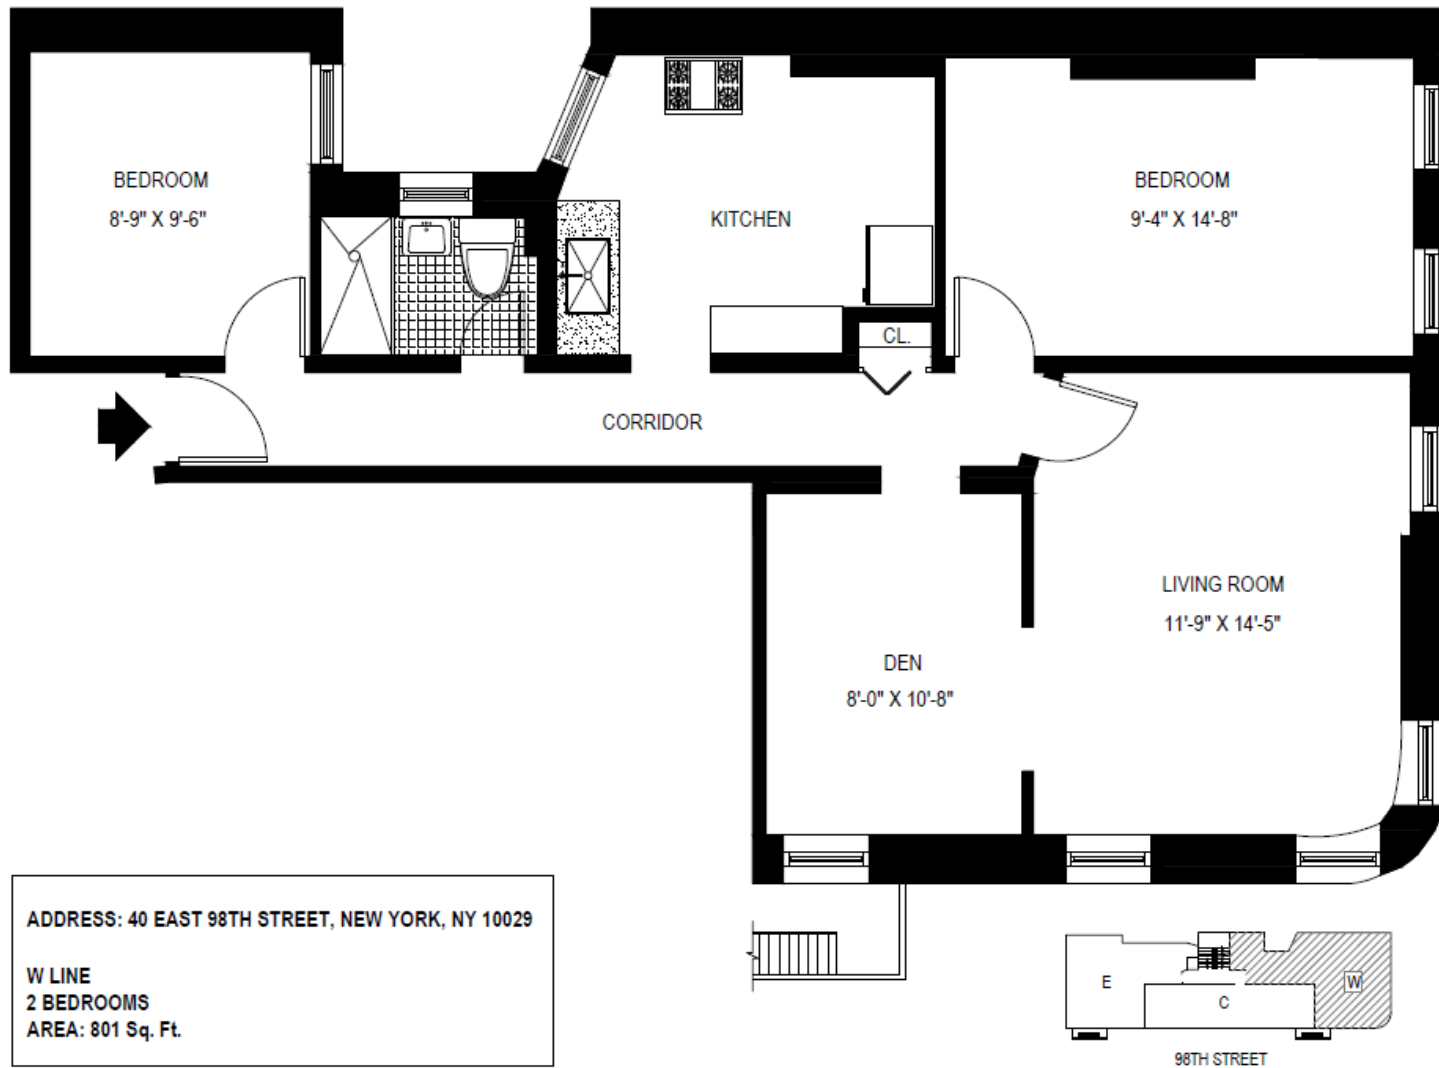 BEDROOM
8'-9" X 9'-6"
KITCHEN
BEDROOM
9'-4" X 14'-8"
CL.
CORRIDOR
LIVING ROOM
11'-9" X 14'-5"
DEN
8'-0" X 10'-8"
ADDRESS: 40 EAST 98TH STREET, NEW YORK, NY 10029
W LINE
2 BEDROOMS
AREA: 801 Sq. Ft.
E
W
C
98TH STREET